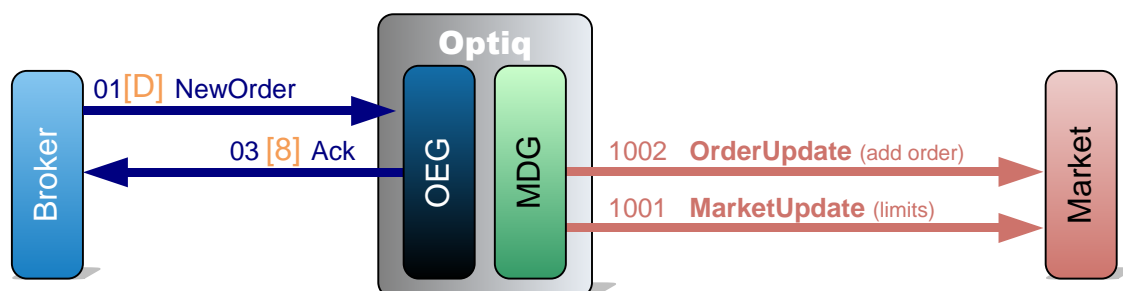 Optiq
01[D] NewOrder
03 [8] Ack
Broker
OEG
MDG
1002 OrderUpdate (add order)
1001 MarketUpdate (limits)
Market